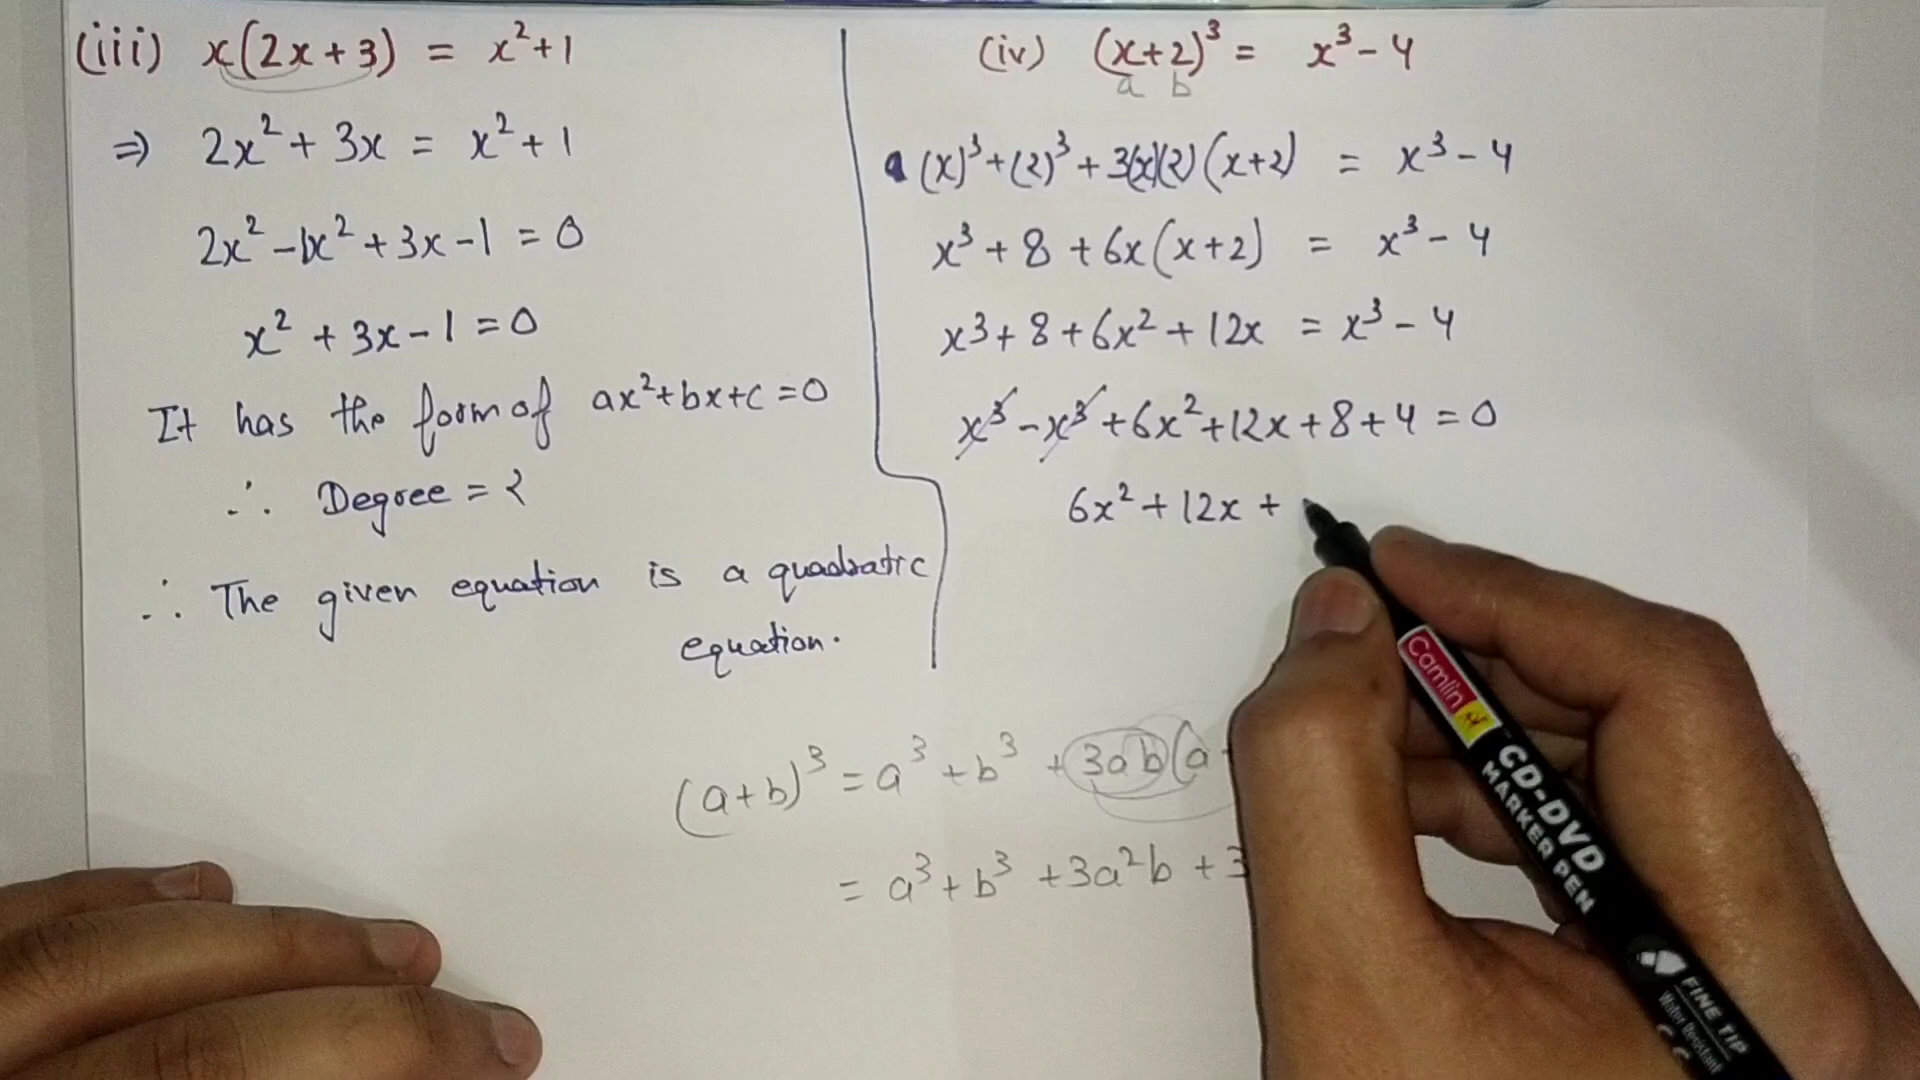 (iii) x(2x+3) = x²+1
⇒ 2x² + 3x = x² + 1
2x² - 1x² + 3x - 1 = 0
x² + 3x - 1 = 0
It has the form of ax²+bx+c = 0
∴ Degree = 2
∴ The given equation is a quadratic
equation.
(iv) (x+2)³ = x³ - 4
a b
(x)³ + (2)³ + 3(x)(2)(x+2) = x³ - 4
x³ + 8 + 6x(x+2) = x³ - 4
x³ + 8 + 6x² + 12x = x³ - 4
x³ - x³ + 6x² + 12x + 8 + 4 = 0
6x² + 12x +
(a+b)³ = a³ + b³ + 3ab(a
= a³ + b³ + 3a²b + 3
Camlin
CD-DVD
MARKER PEN
FINE TIP
Water Resistant